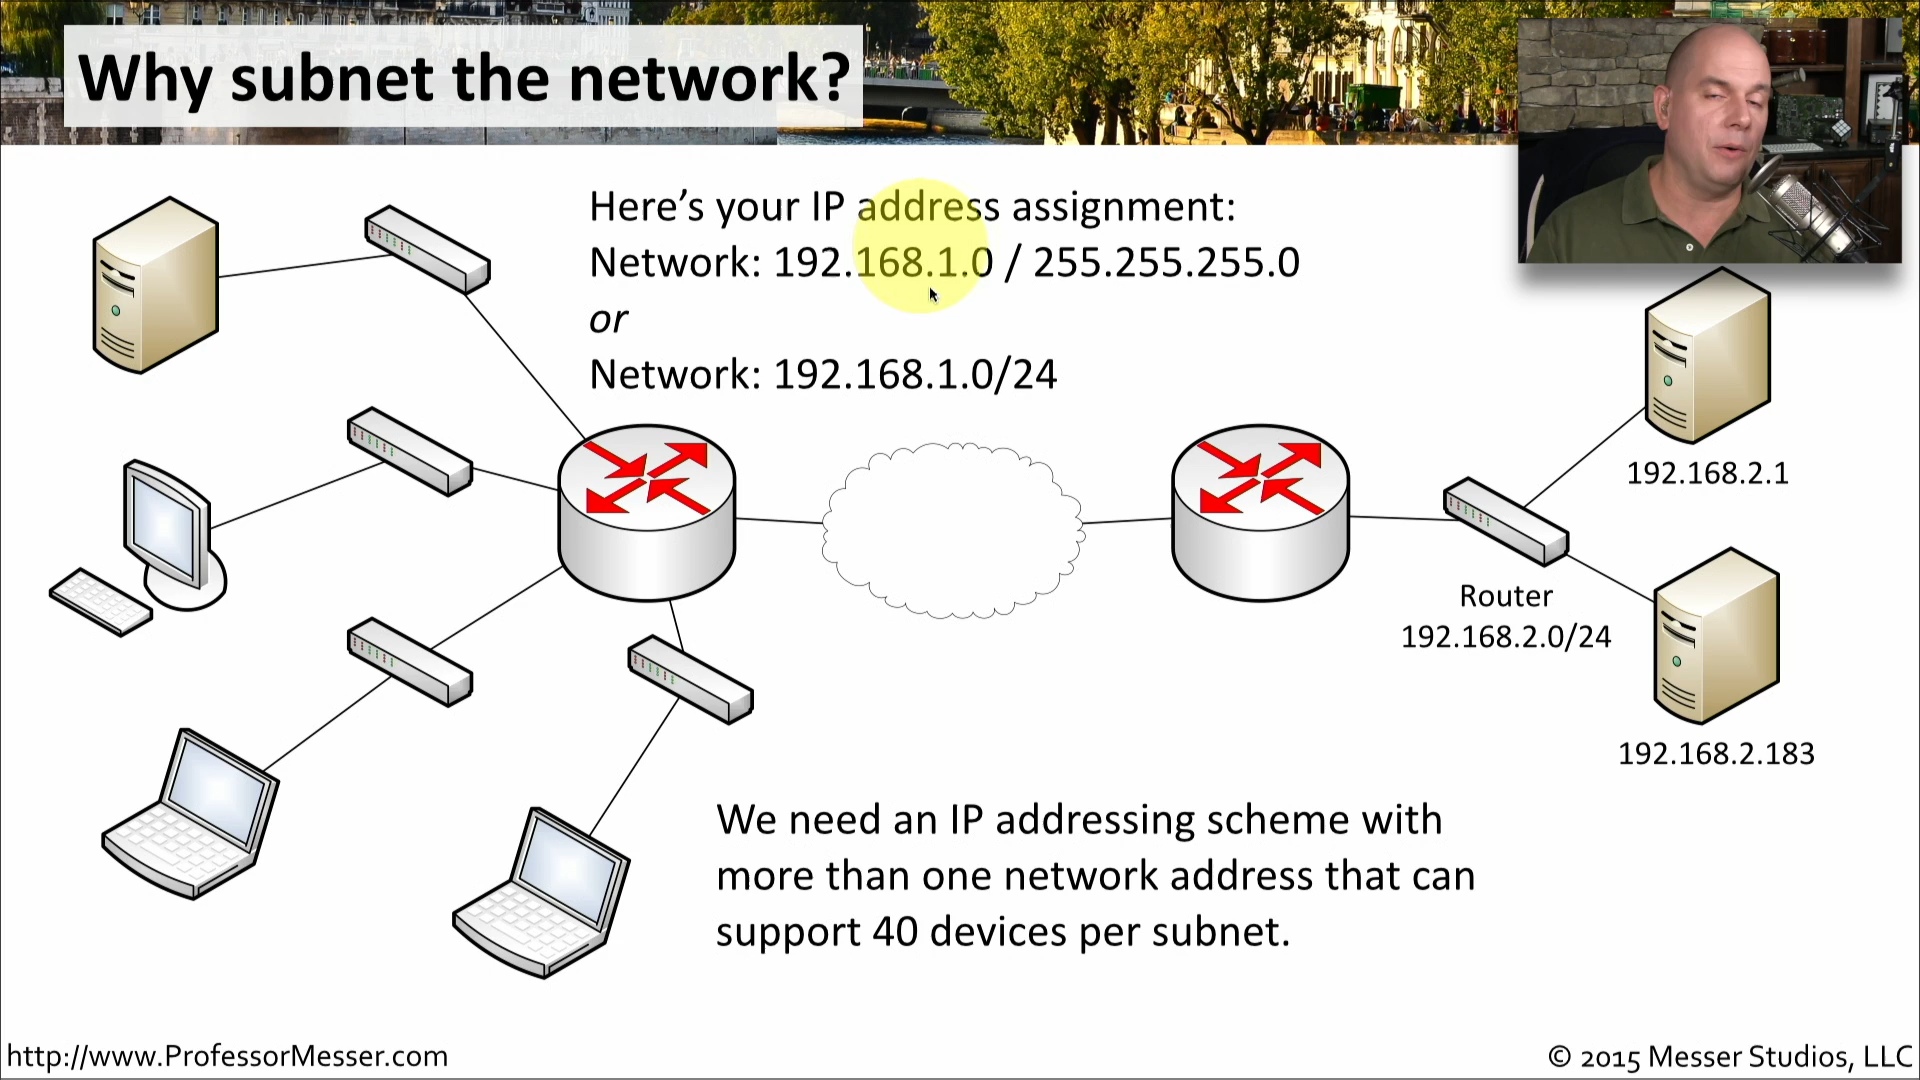 Why subnet the network?
Here’s your IP address assignment:
Network: 192.168.1.0 / 255.255.255.0
or
Network: 192.168.1.0/24
192.168.2.1
Router
192.168.2.0/24
192.168.2.183
We need an IP addressing scheme with
more than one network address that can
support 40 devices per subnet.
http://www.ProfessorMesser.com
© 2015 Messer Studios, LLC